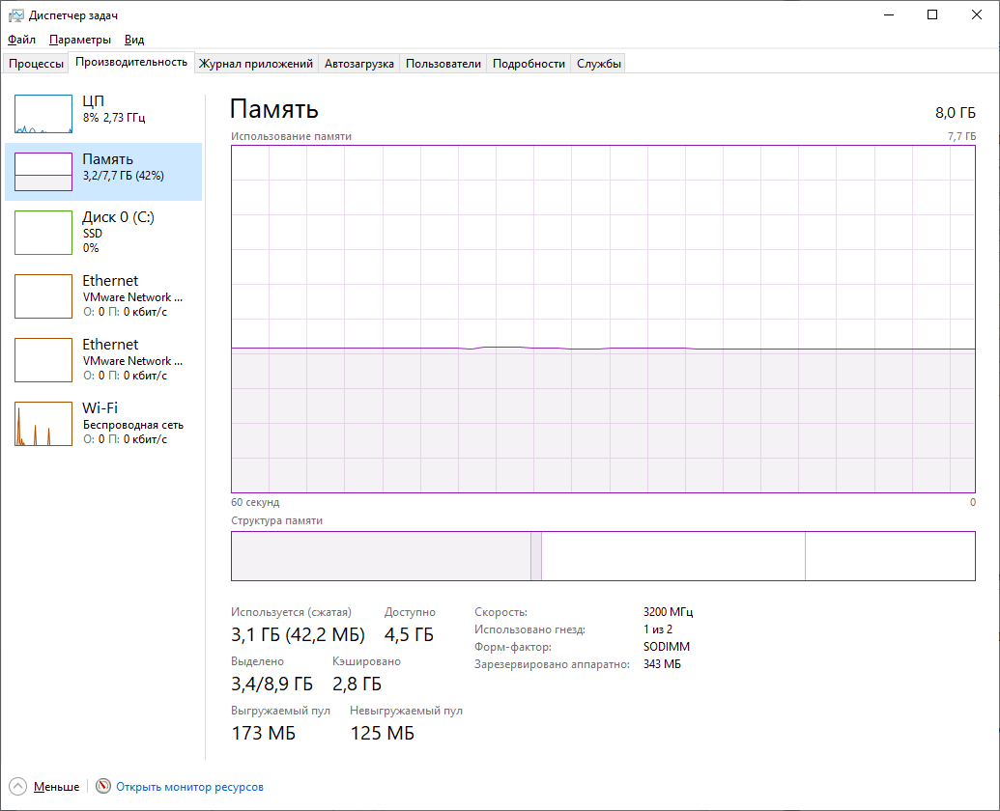 Диспетчер задач
Файл Параметры Вид
Процессы Производительность Журнал приложений Автозагрузка Пользователи Подробности Службы
ЦП
8% 2,73 ГГц
Память
3,2/7,7 ГБ (42%)
Диск 0 (C:)
SSD
0%
Ethernet
VMware Network ...
О: 0 П: 0 кбит/с
Ethernet
VMware Network ...
О: 0 П: 0 кбит/с
Wi-Fi
Беспроводная сеть
О: 0 П: 0 кбит/с
Память 8,0 ГБ
Использование памяти 7,7 ГБ
60 секунд 0
Структура памяти
Используется (сжатая) Доступно
3,1 ГБ (42,2 МБ) 4,5 ГБ
Выделено Кэшировано
3,4/8,9 ГБ 2,8 ГБ
Выгружаемый пул Невыгружаемый пул
173 МБ 125 МБ
Скорость: 3200 МГц
Использовано гнезд: 1 из 2
Форм-фактор: SODIMM
Зарезервировано аппаратно: 343 МБ
Меньше Открыть монитор ресурсов